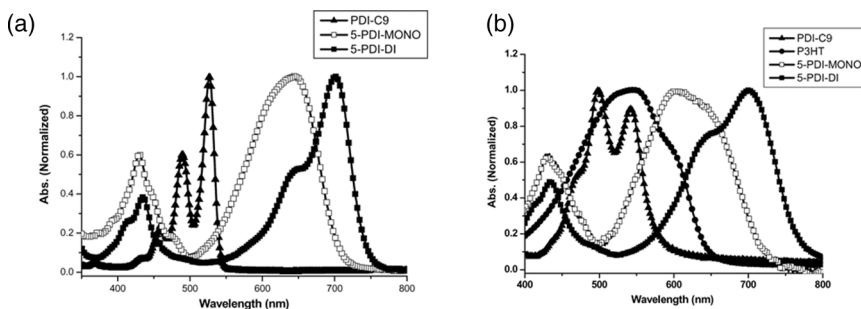 (a)
PDI-C9
5-PDI-MONO
5-PDI-DI
Abs. (Normalized)
1.0
0.8
0.6
0.4
0.2
0.0
400 500 600 700 800
Wavelength (nm)
(b)
PDI-C9
P3HT
5-PDI-MONO
5-PDI-DI
Abs. (Normalized)
1.2
1.0
0.8
0.6
0.4
0.2
0.0
400 500 600 700 800
Wavelength (nm)